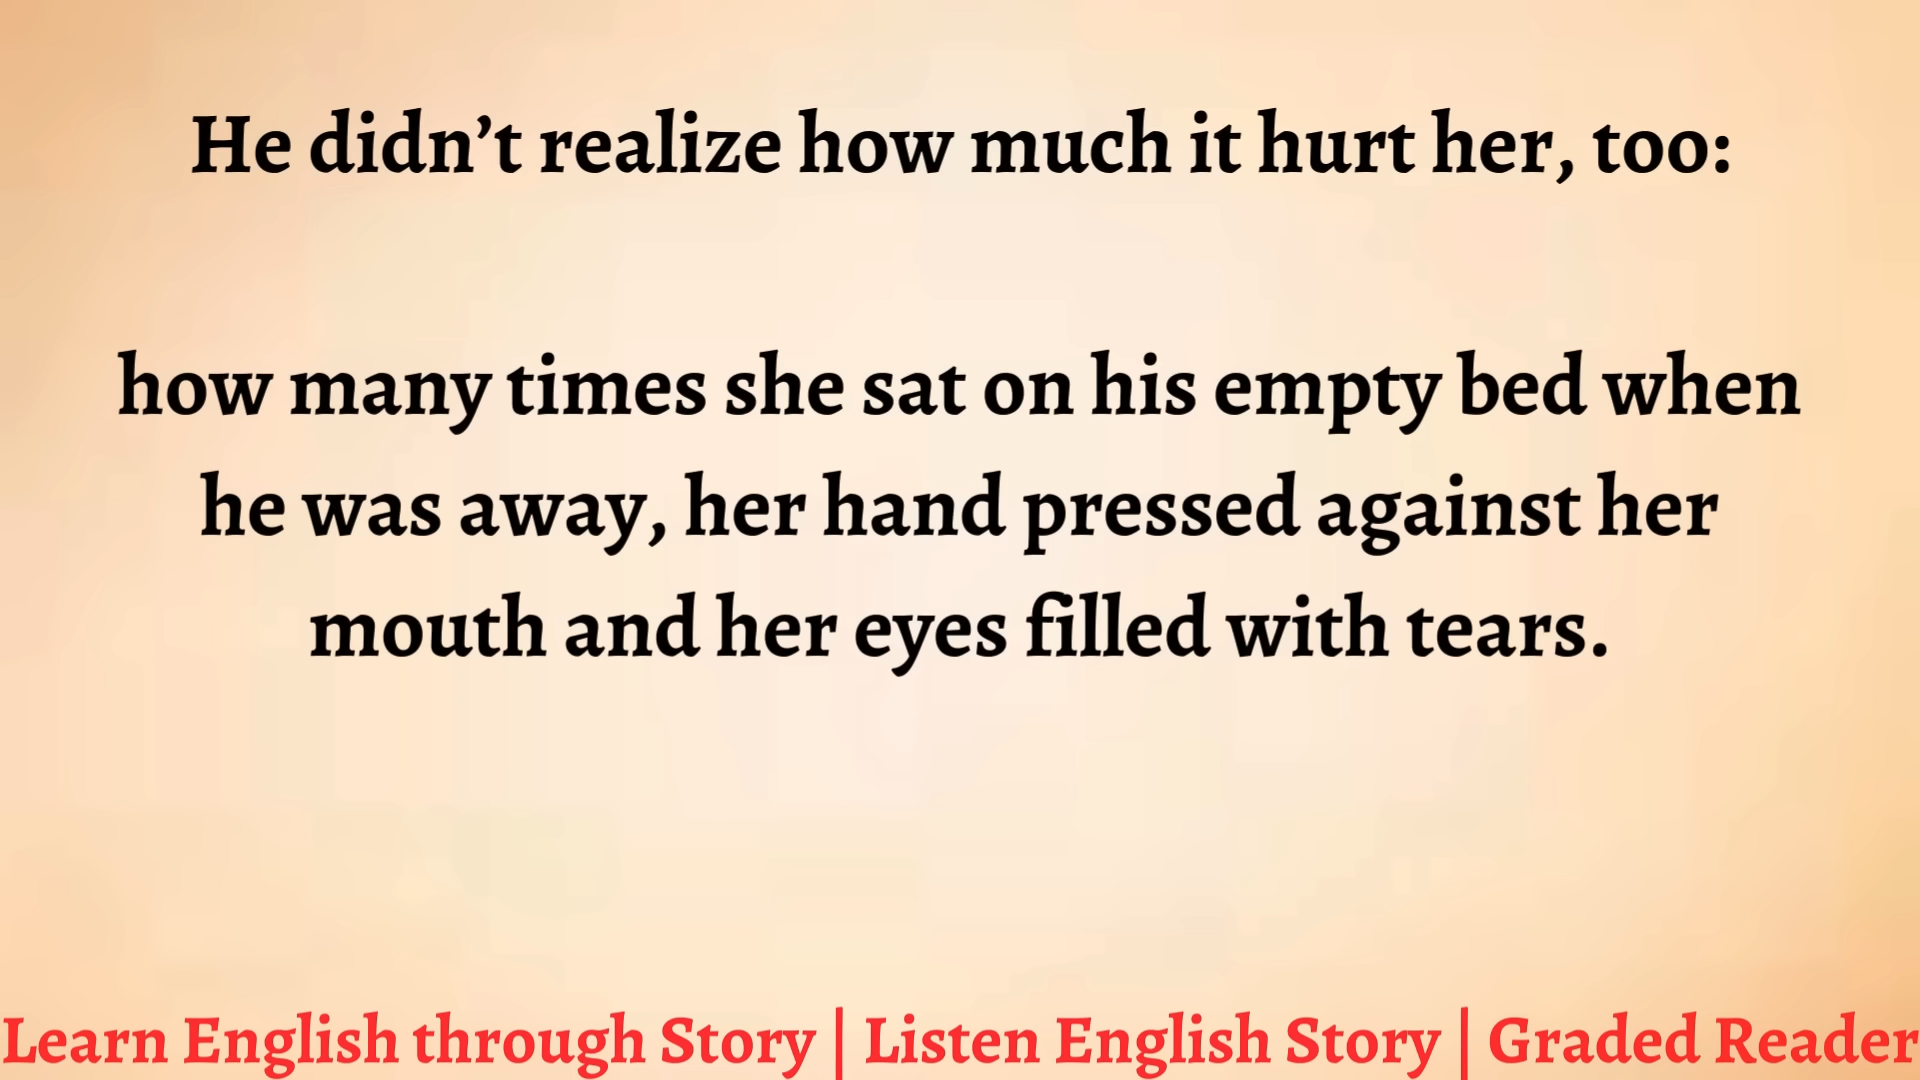 He didn’t realize how much it hurt her, too:
how many times she sat on his empty bed when
he was away, her hand pressed against her
mouth and her eyes filled with tears.
Learn English through Story | Listen English Story | Graded Reader